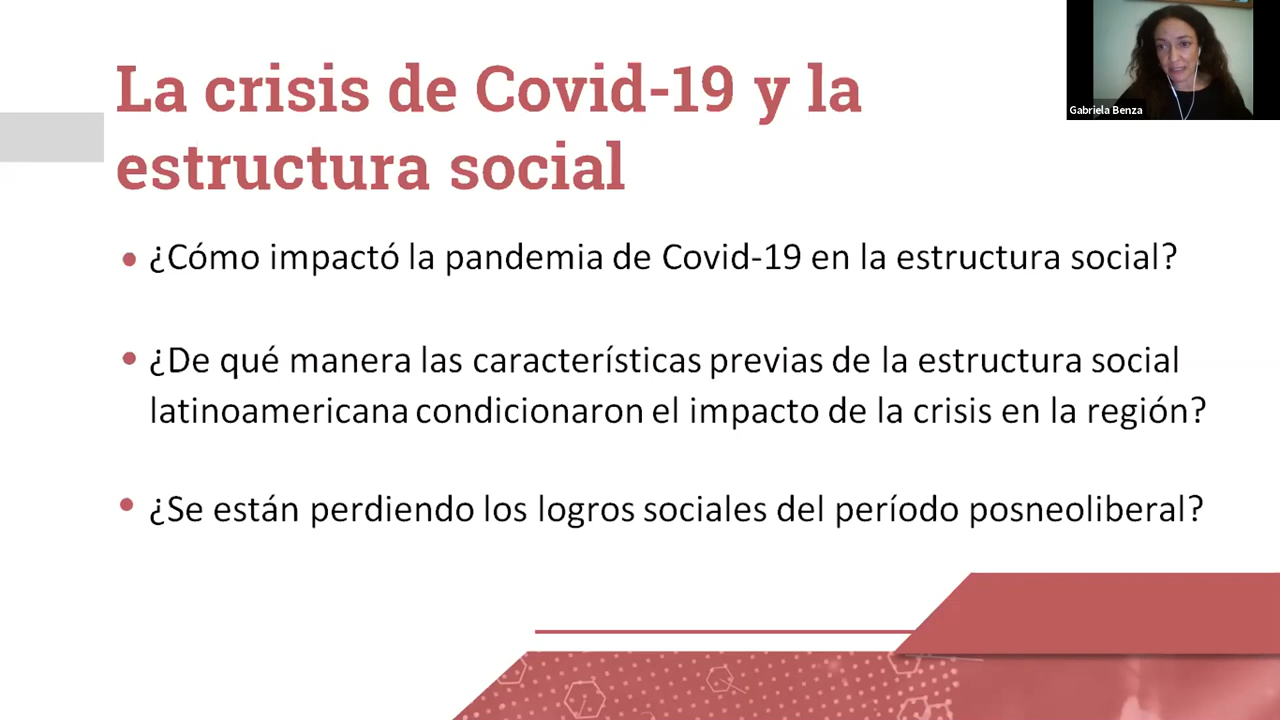 La crisis de Covid-19 y la
estructura social
Gabriela Benza
• ¿Cómo impactó la pandemia de Covid-19 en la estructura social?
• ¿De qué manera las características previas de la estructura social
latinoamericana condicionaron el impacto de la crisis en la región?
• ¿Se están perdiendo los logros sociales del período posneoliberal?